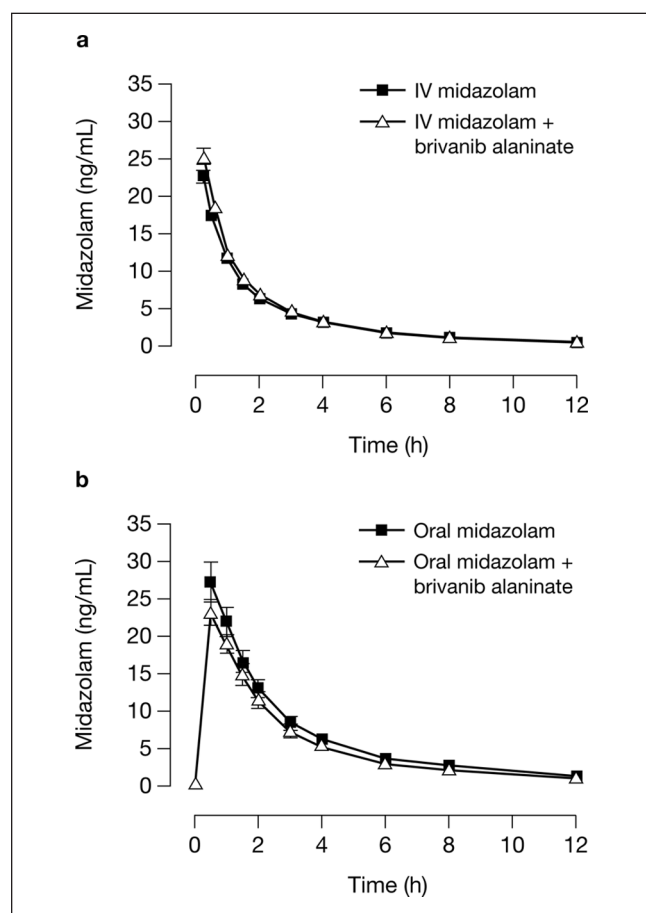 a
35
30
25
20
15
10
5
0
Midazolam (ng/mL)
IV midazolam
IV midazolam +
brivanib alaninate
0 2 4 6 8 10 12
Time (h)
b
35
30
25
20
15
10
5
0
Midazolam (ng/mL)
Oral midazolam
Oral midazolam +
brivanib alaninate
0 2 4 6 8 10 12
Time (h)